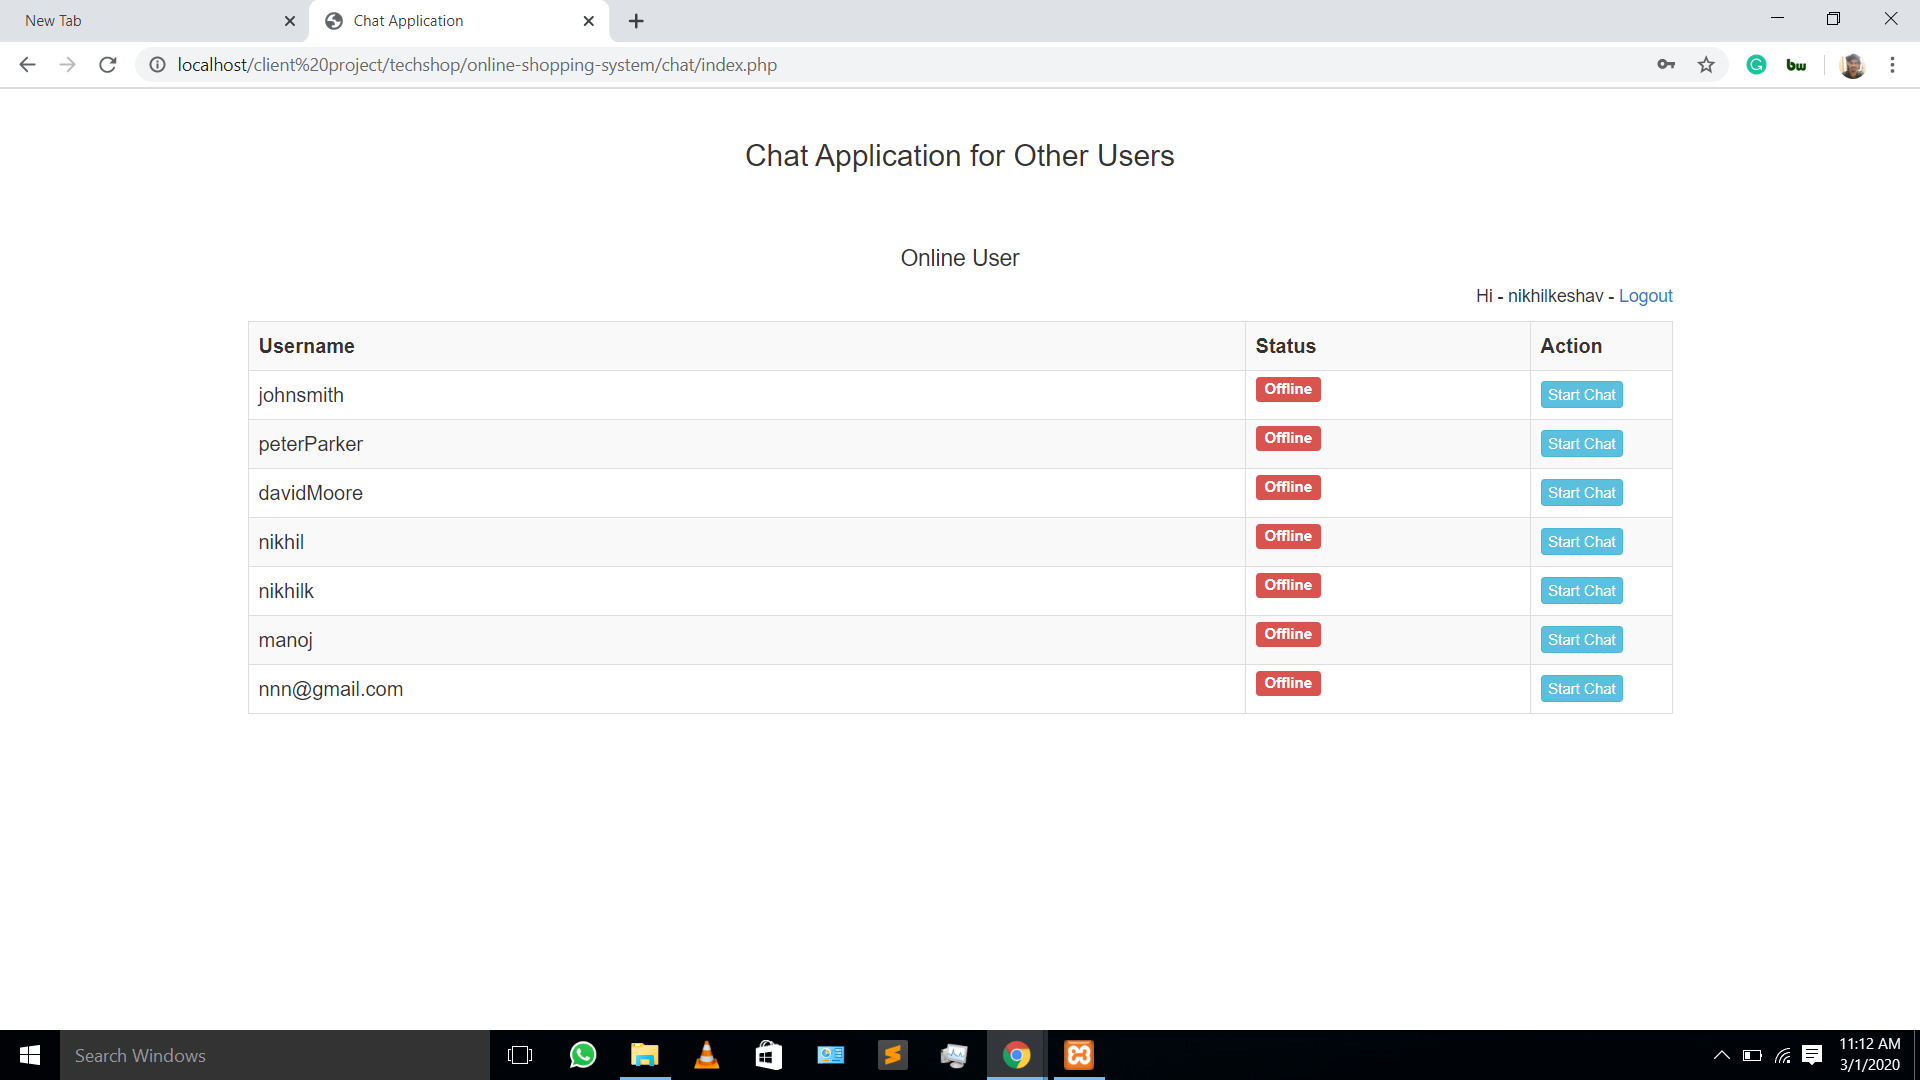 New Tab
Chat Application
localhost/client%20project/techshop/online-shopping-system/chat/index.php
bw
Chat Application for Other Users
Online User
Hi - nikhilkeshav - Logout
Username Status Action
johnsmith Offline Start Chat
peterParker Offline Start Chat
davidMoore Offline Start Chat
nikhil Offline Start Chat
nikhilk Offline Start Chat
manoj Offline Start Chat
nnn@gmail.com Offline Start Chat
Search Windows
11:12 AM
3/1/2020